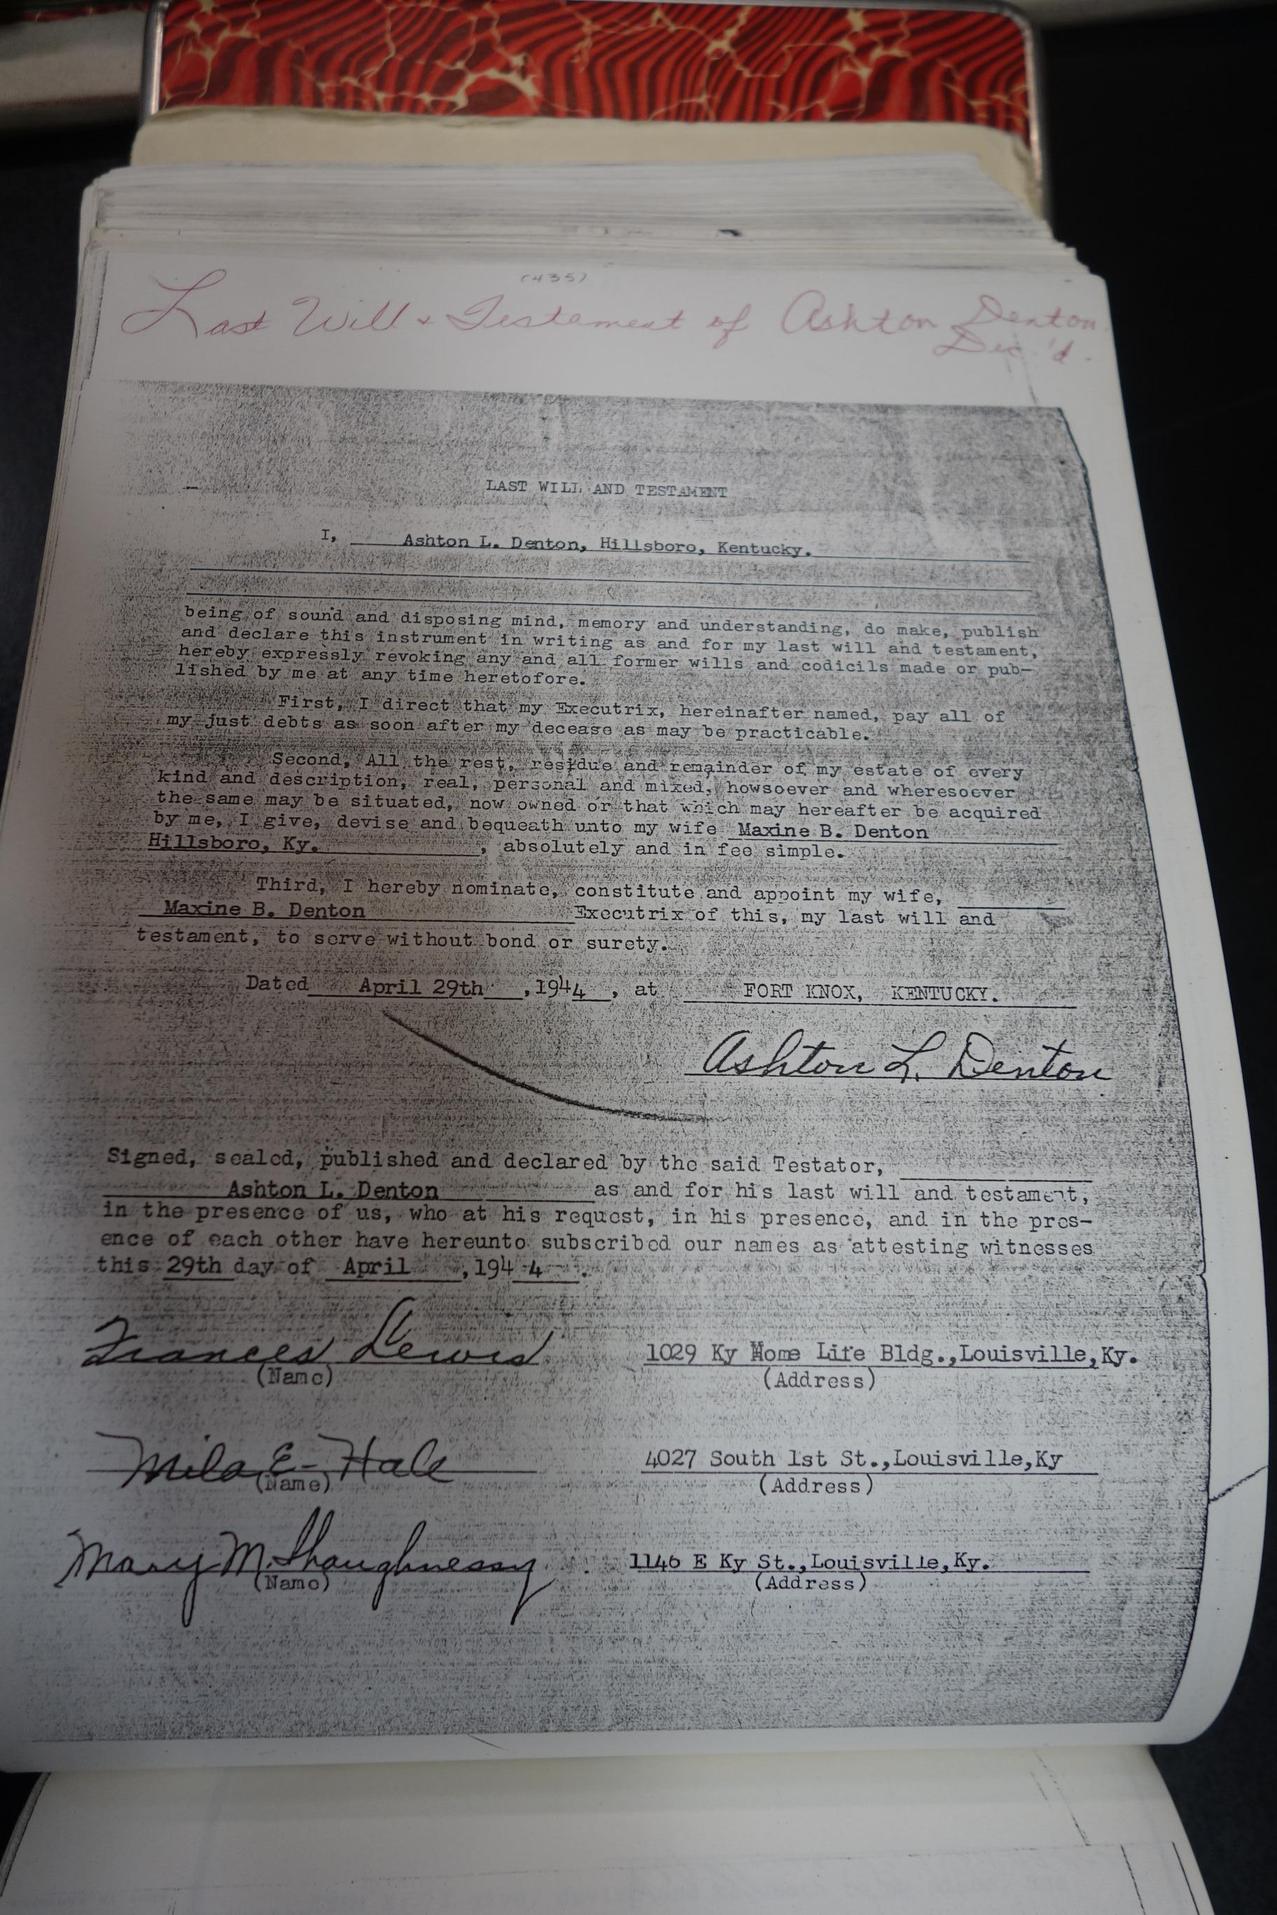 (435)
Last Will & Testament of Ashton Denton
Dec'd.
LAST WILL AND TESTAMENT
I, Ashton L. Denton, Hillsboro, Kentucky.
being of sound and disposing mind, memory and understanding, do make, publish
and declare this instrument in writing as and for my last will and testament,
hereby expressly revoking any and all former wills and codicils made or pub-
lished by me at any time heretofore.
First, I direct that my Executrix, hereinafter named, pay all of
my just debts as soon after my decease as may be practicable.
Second, All the rest, residue and remainder of my estate of every
kind and description, real, personal and mixed, howsoever and wheresoever
the same may be situated, now owned or that which may hereafter be acquired
by me, I give, devise and bequeath unto my wife Maxine B. Denton
Hillsboro, Ky. , absolutely and in fee simple.
Third, I hereby nominate, constitute and appoint my wife,
Maxine B. Denton Executrix of this, my last will and
testament, to serve without bond or surety.
Dated April 29th ,1944 , at FORT KNOX, KENTUCKY.
Ashton L. Denton
Signed, sealed, published and declared by the said Testator,
Ashton L. Denton as and for his last will and testament,
in the presence of us, who at his request, in his presence, and in the pres-
ence of each other have hereunto subscribed our names as attesting witnesses
this 29th day of April ,1944 .
Frances Lewis 1029 Ky Home Life Bldg.,Louisville,Ky.
(Name) (Address)
Mila E. Hale 4027 South 1st St.,Louisville,Ky
(Name) (Address)
Mary M. Shaughnessy 1146 E Ky St.,Louisville,Ky.
(Name) (Address)